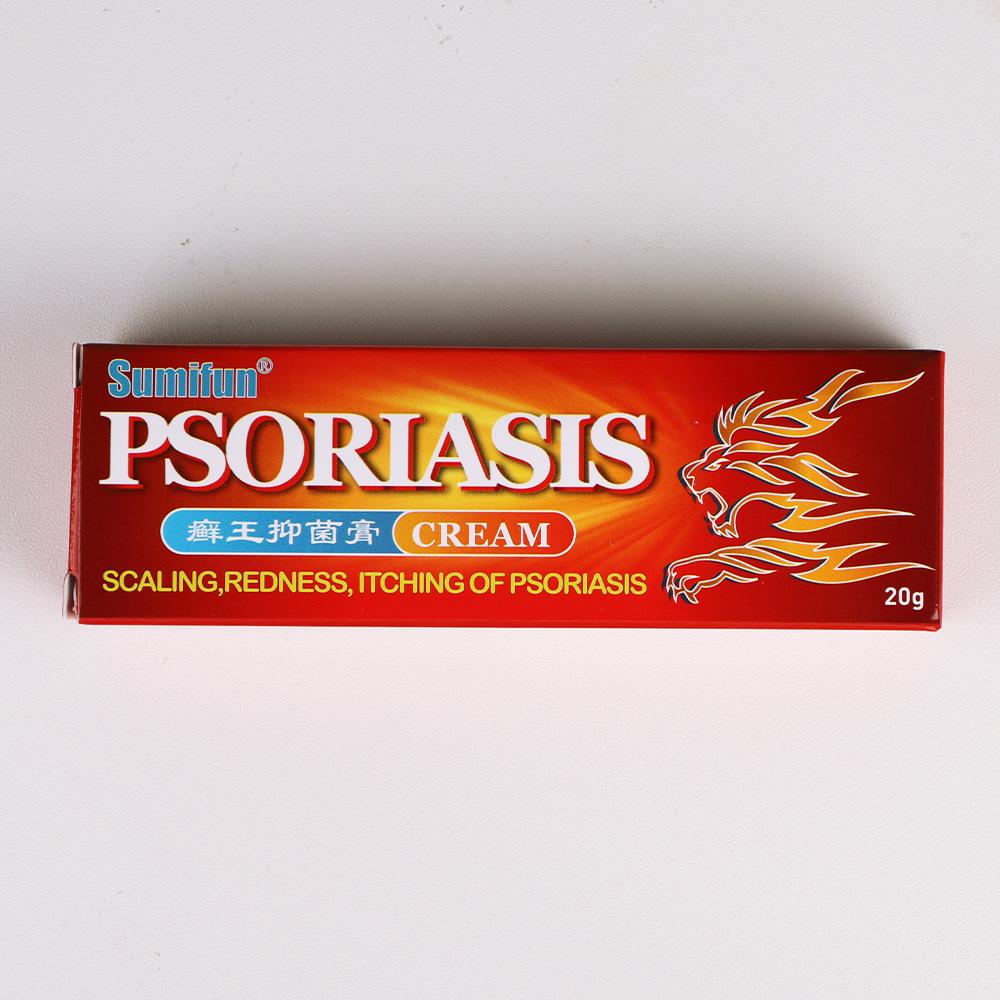 Sumifun®
PSORIASIS
癣王抑菌膏 CREAM
SCALING,REDNESS, ITCHING OF PSORIASIS
20g